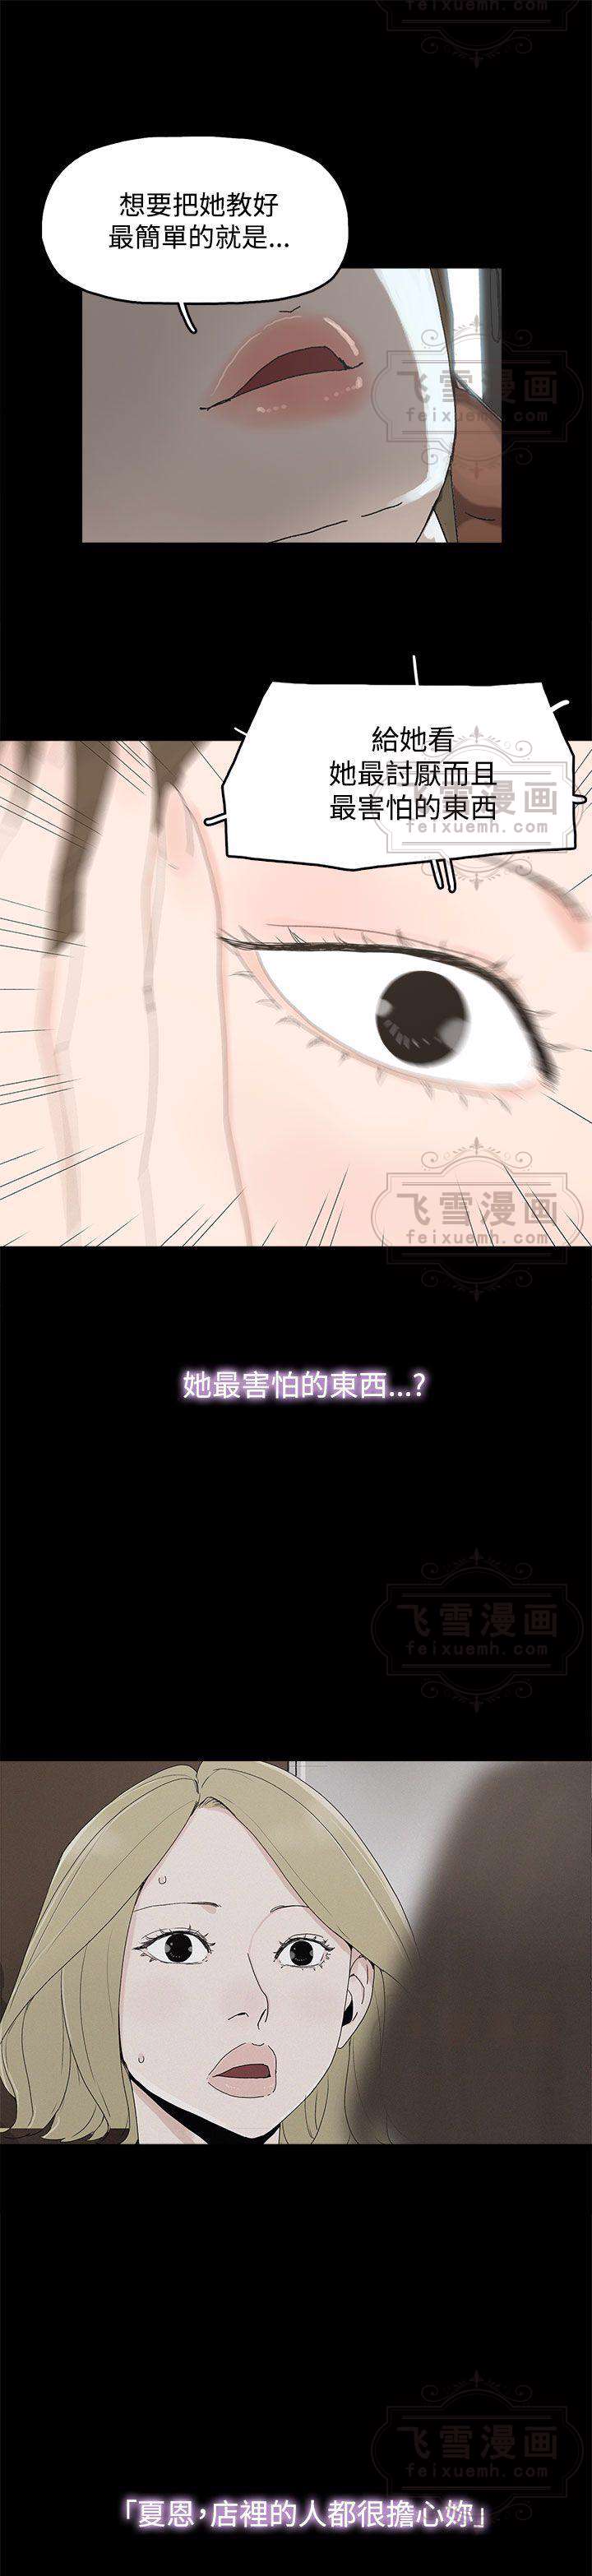 飞雪漫画
feixuemh.com
想要把她教好
最簡單的就是...
飞雪漫画
feixuemh.com
給她看
她最討厭而且
最害怕的東西
飞雪漫画
feixuemh.com
飞雪漫画
feixuemh.com
她最害怕的東西...?
飞雪漫画
feixuemh.com
飞雪漫画
feixuemh.com
「夏恩，店裡的人都很擔心妳」